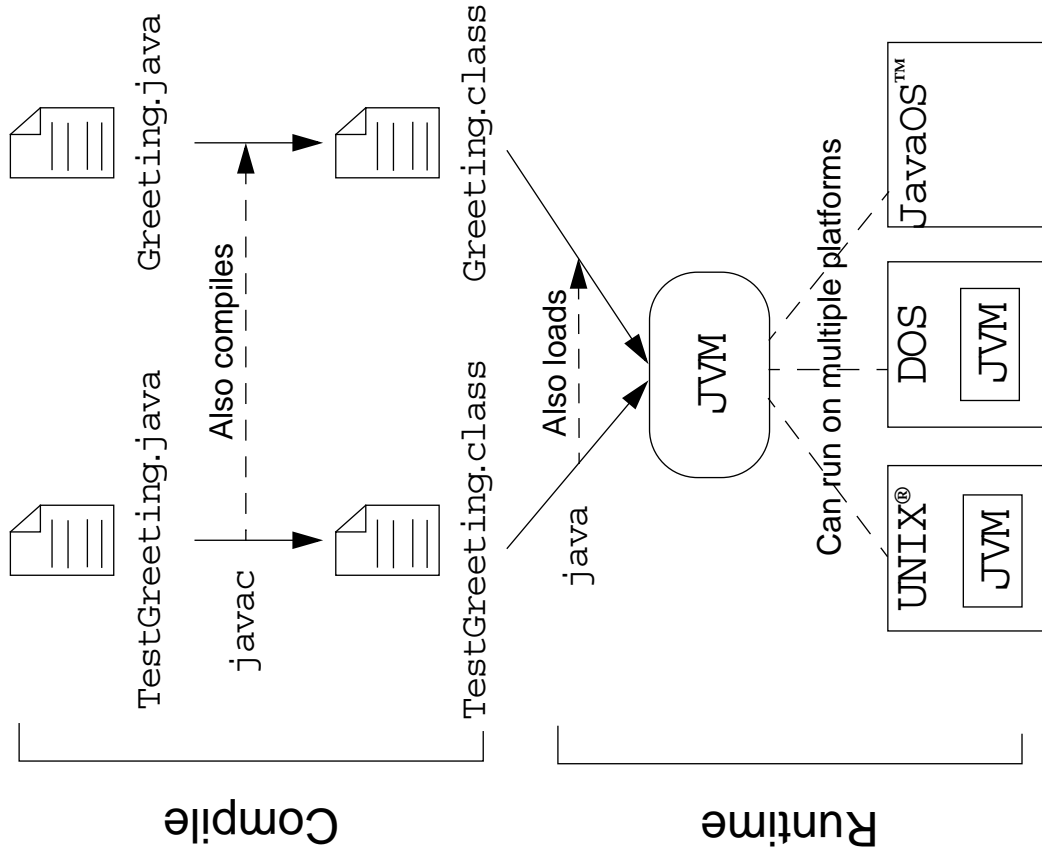 Compile
TestGreeting.java
Greeting.java
javac
Also compiles
TestGreeting.class
Greeting.class
Runtime
java
Also loads
JVM
Can run on multiple platforms
UNIX®
JVM
DOS
JVM
JavaOS™